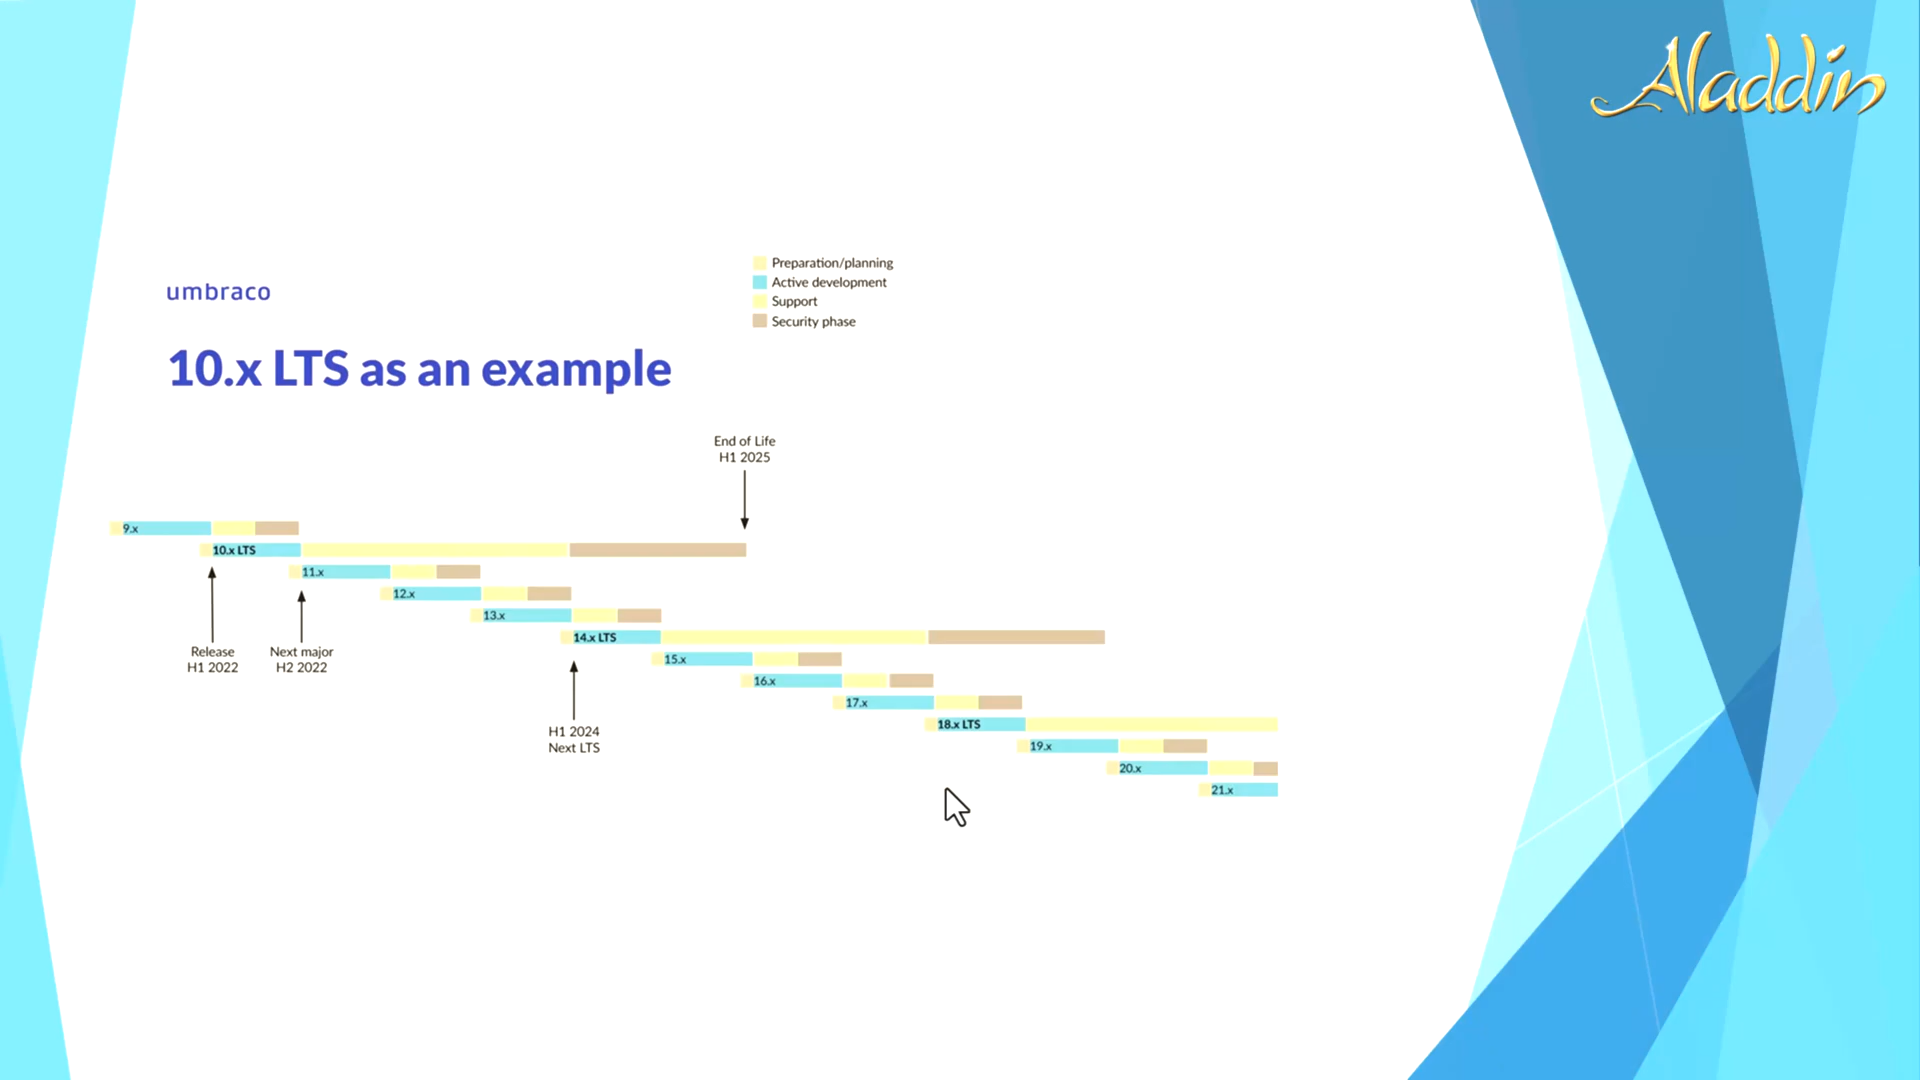 Aladdin
Preparation/planning
Active development
Support
Security phase
umbraco
10.x LTS as an example
End of Life
H1 2025
9.x
10.x LTS
11.x
12.x
13.x
14.x LTS
15.x
16.x
17.x
18.x LTS
19.x
20.x
21.x
Release
H1 2022
Next major
H2 2022
H1 2024
Next LTS